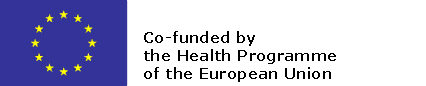 Co-funded by
the Health Programme
of the European Union